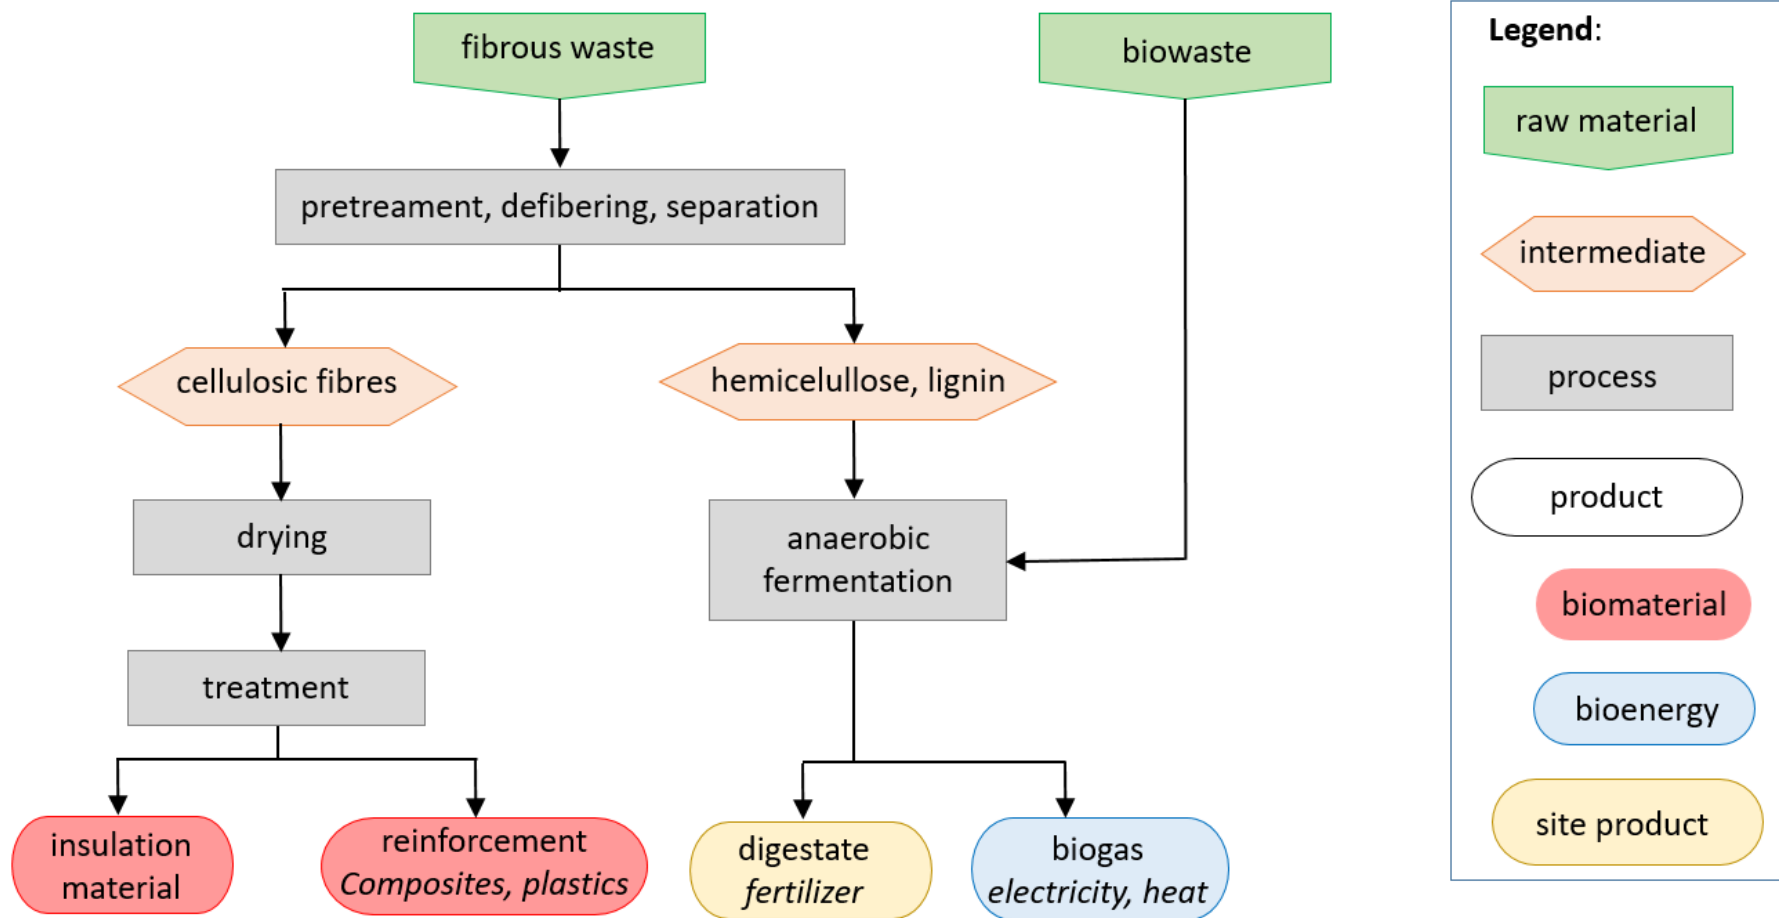 fibrous waste
biowaste
pretreament, defibering, separation
cellulosic fibres
hemicelullose, lignin
drying
anaerobic
fermentation
treatment
insulation
material
reinforcement
Composites, plastics
digestate
fertilizer
biogas
electricity, heat
Legend:
raw material
intermediate
process
product
biomaterial
bioenergy
site product